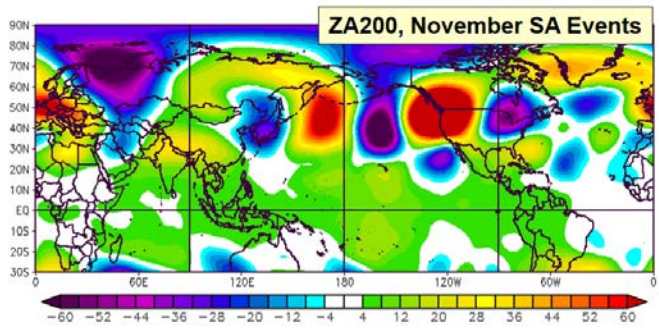 ZA200, November SA Events
90N
80N
70N
60N
50N
40N
30N
20N
10N
EQ
10S
20S
30S
0 60E 120E 180 120W 60W 0
−60 −52 −44 −36 −28 −20 −12 −4 4 12 20 28 36 44 52 60